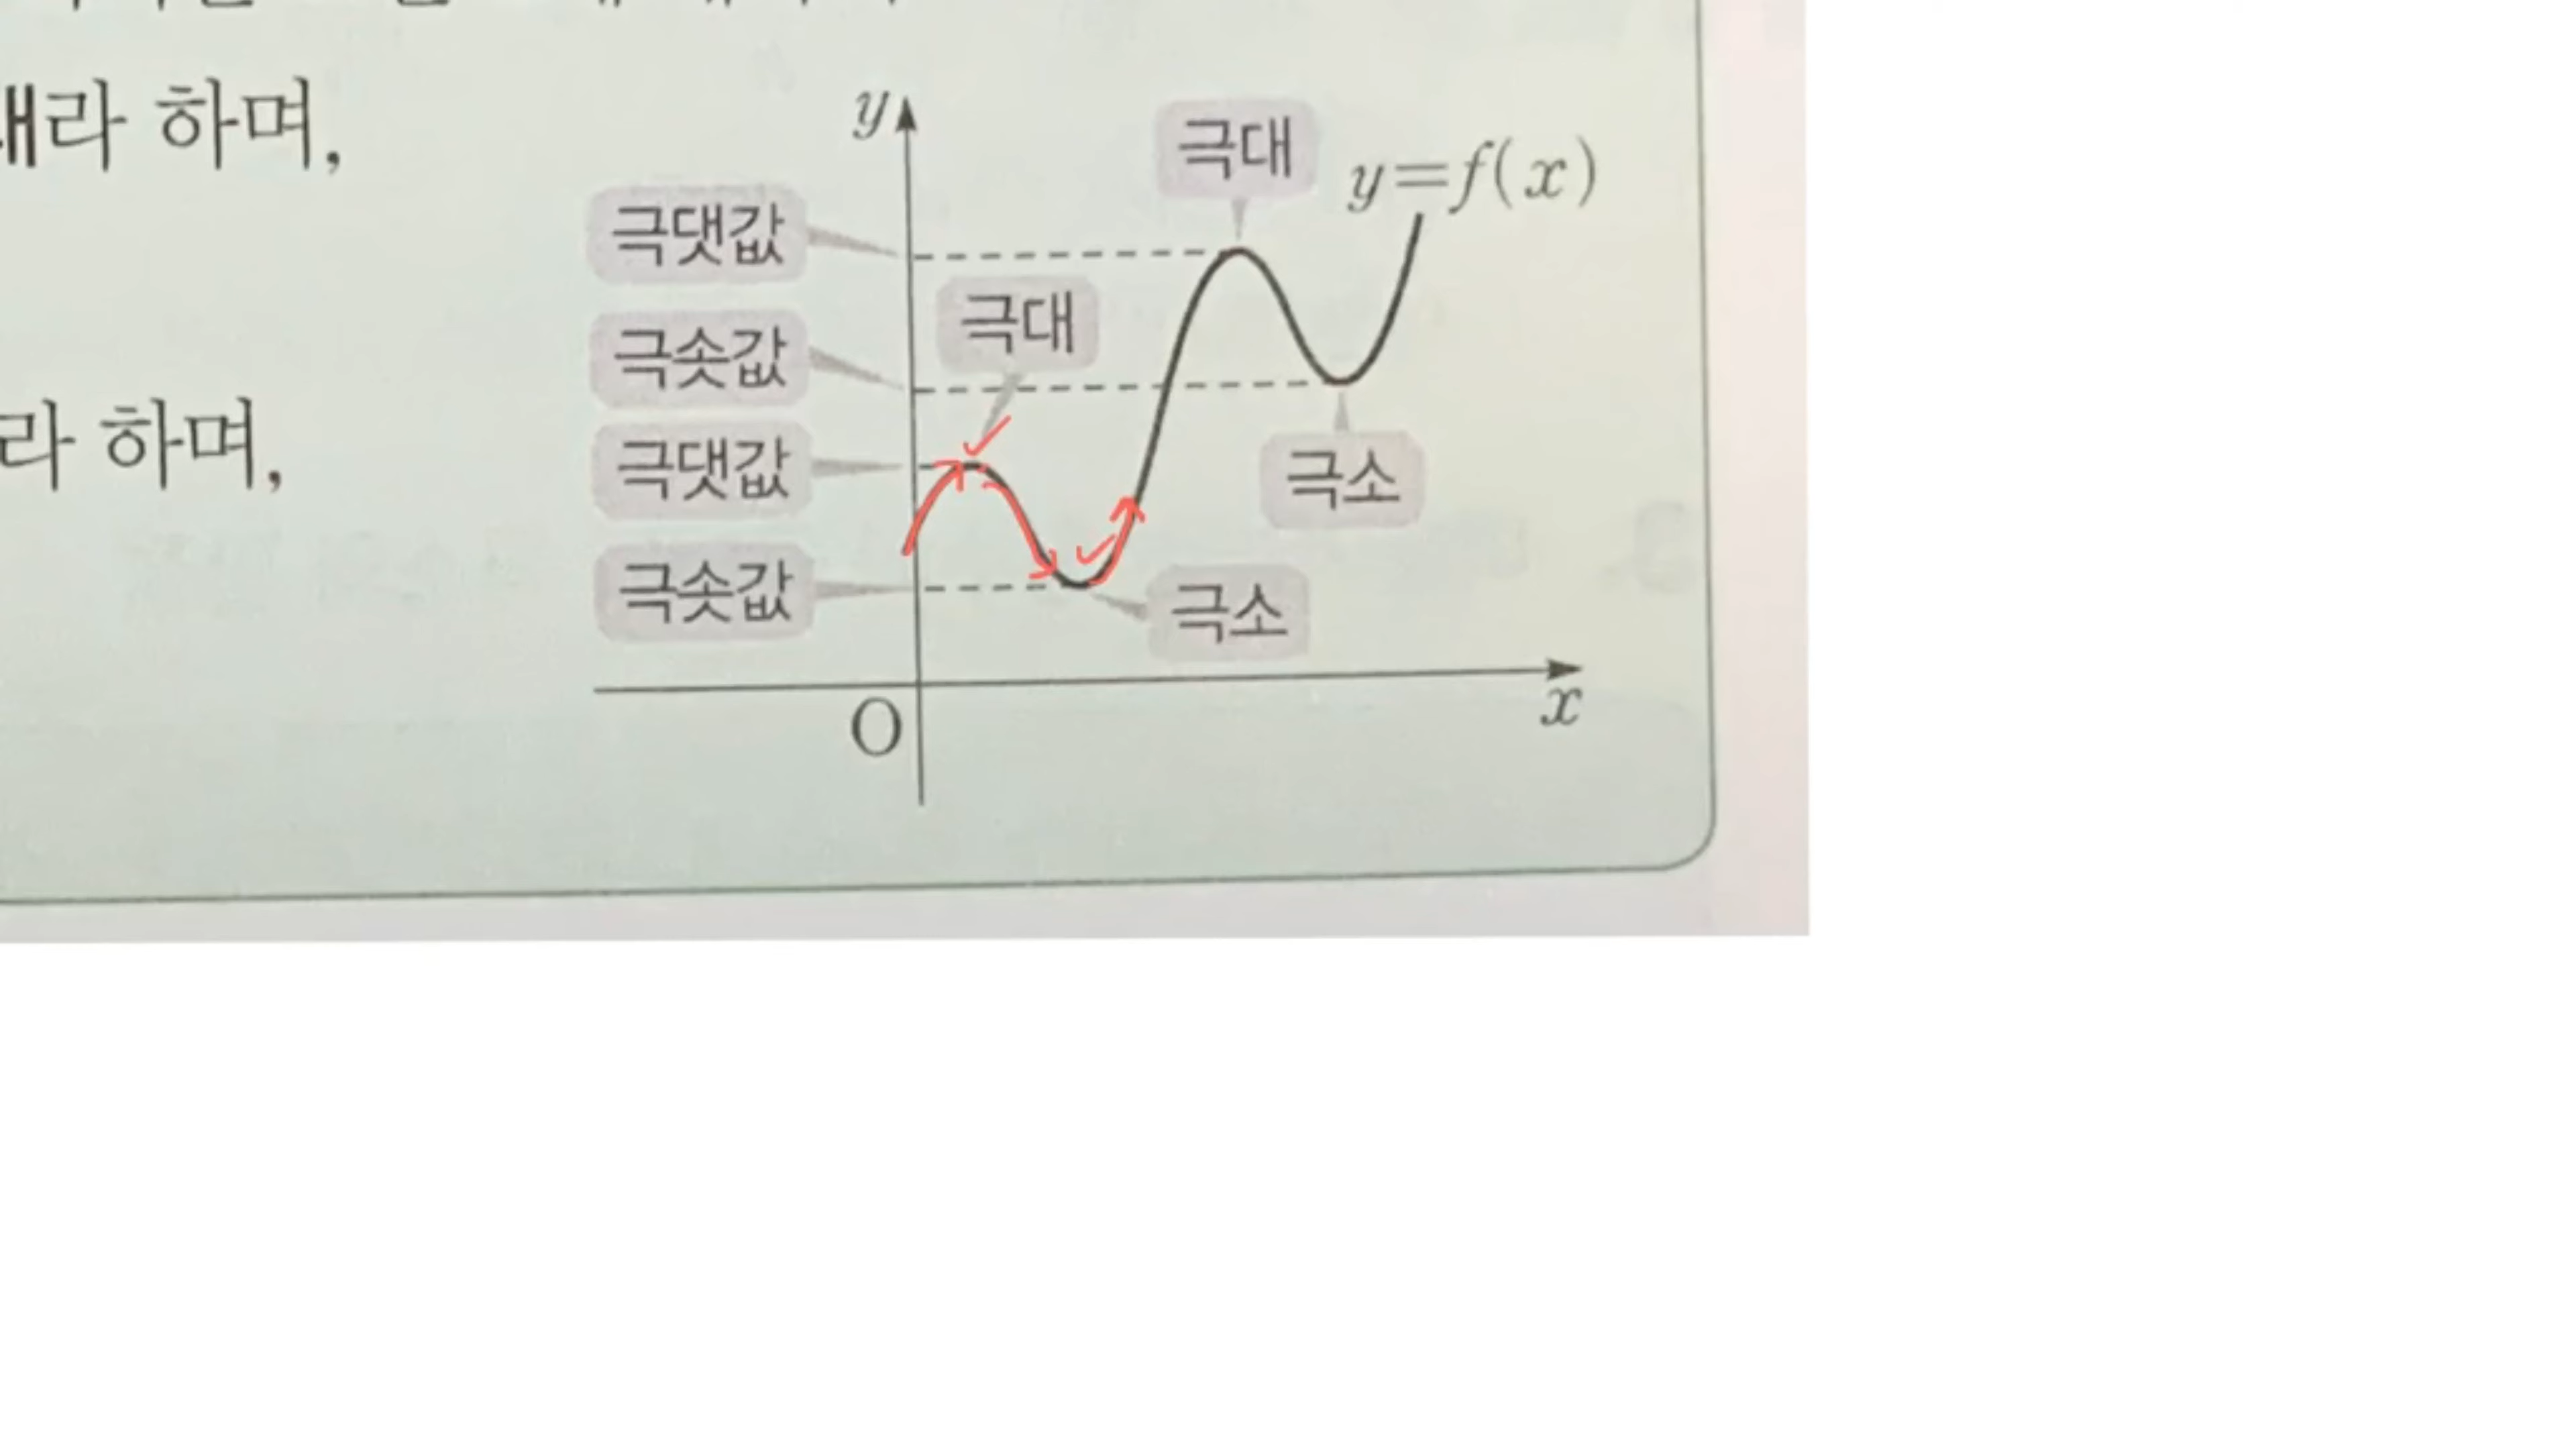 라 하며,
y
극대
y=f(x)
극댓값
극대
극솟값
극댓값
라 하며,
극소
극솟값
극소
O
x